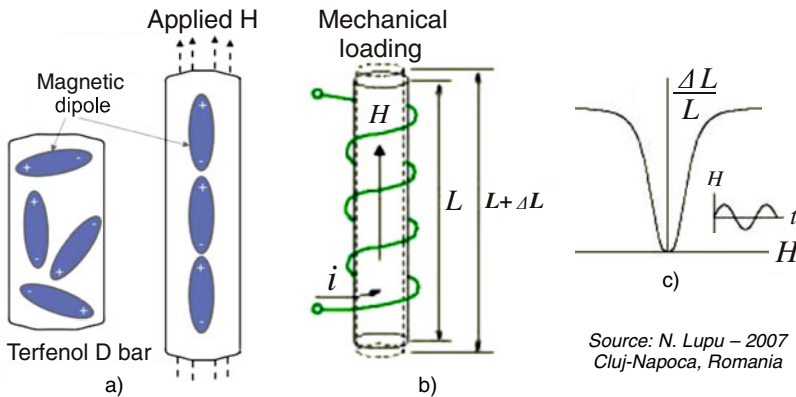 Applied H
Magnetic
dipole
+ -
+ - + -
- +
+ - + - + -
Terfenol D bar
a)
Mechanical
loading
H
L
L+ΔL
i
b)
ΔL
L
H
t
H
c)
Source: N. Lupu – 2007
Cluj-Napoca, Romania